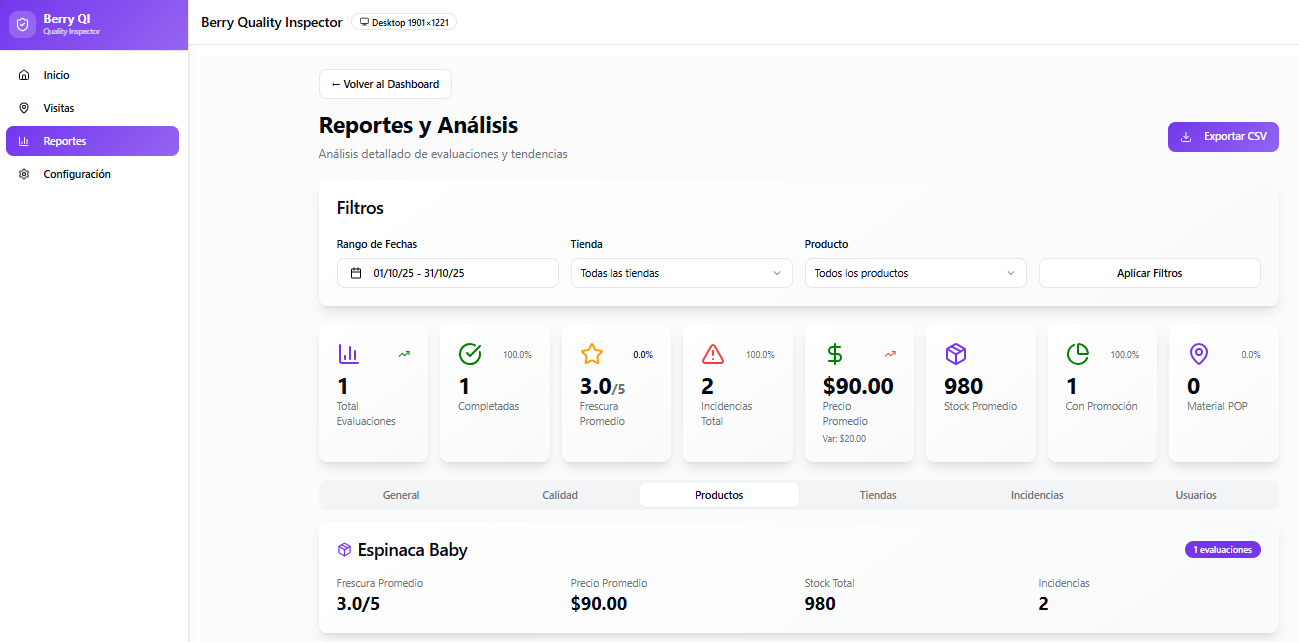 Berry QI
Quality Inspector
Berry Quality Inspector
Desktop 1901×1221
Inicio
Visitas
Reportes
Configuración
← Volver al Dashboard
Reportes y Análisis
Análisis detallado de evaluaciones y tendencias
Exportar CSV
Filtros
Rango de Fechas
Tienda
Producto
01/10/25 - 31/10/25
Todas las tiendas
Todos los productos
Aplicar Filtros
1
Total
Evaluaciones
100.0%
1
Completadas
0.0%
3.0/5
Frescura
Promedio
100.0%
2
Incidencias
Total
$90.00
Precio
Promedio
Var: $20.00
980
Stock Promedio
100.0%
1
Con Promoción
0.0%
0
Material POP
General
Calidad
Productos
Tiendas
Incidencias
Usuarios
Espinaca Baby
1 evaluaciones
Frescura Promedio
3.0/5
Precio Promedio
$90.00
Stock Total
980
Incidencias
2